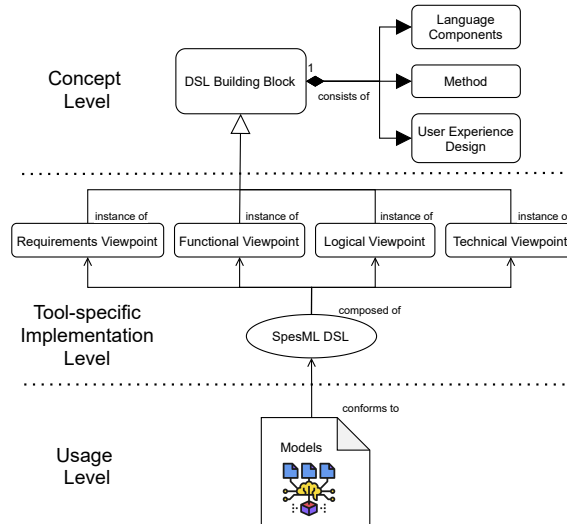 Language
Components
1
DSL Building Block
consists of
Method
User Experience
Design
Concept
Level
instance of
instance of
instance of
instance of
Requirements Viewpoint
Functional Viewpoint
Logical Viewpoint
Technical Viewpoint
composed of
SpesML DSL
Tool-specific
Implementation
Level
conforms to
Models
Usage
Level